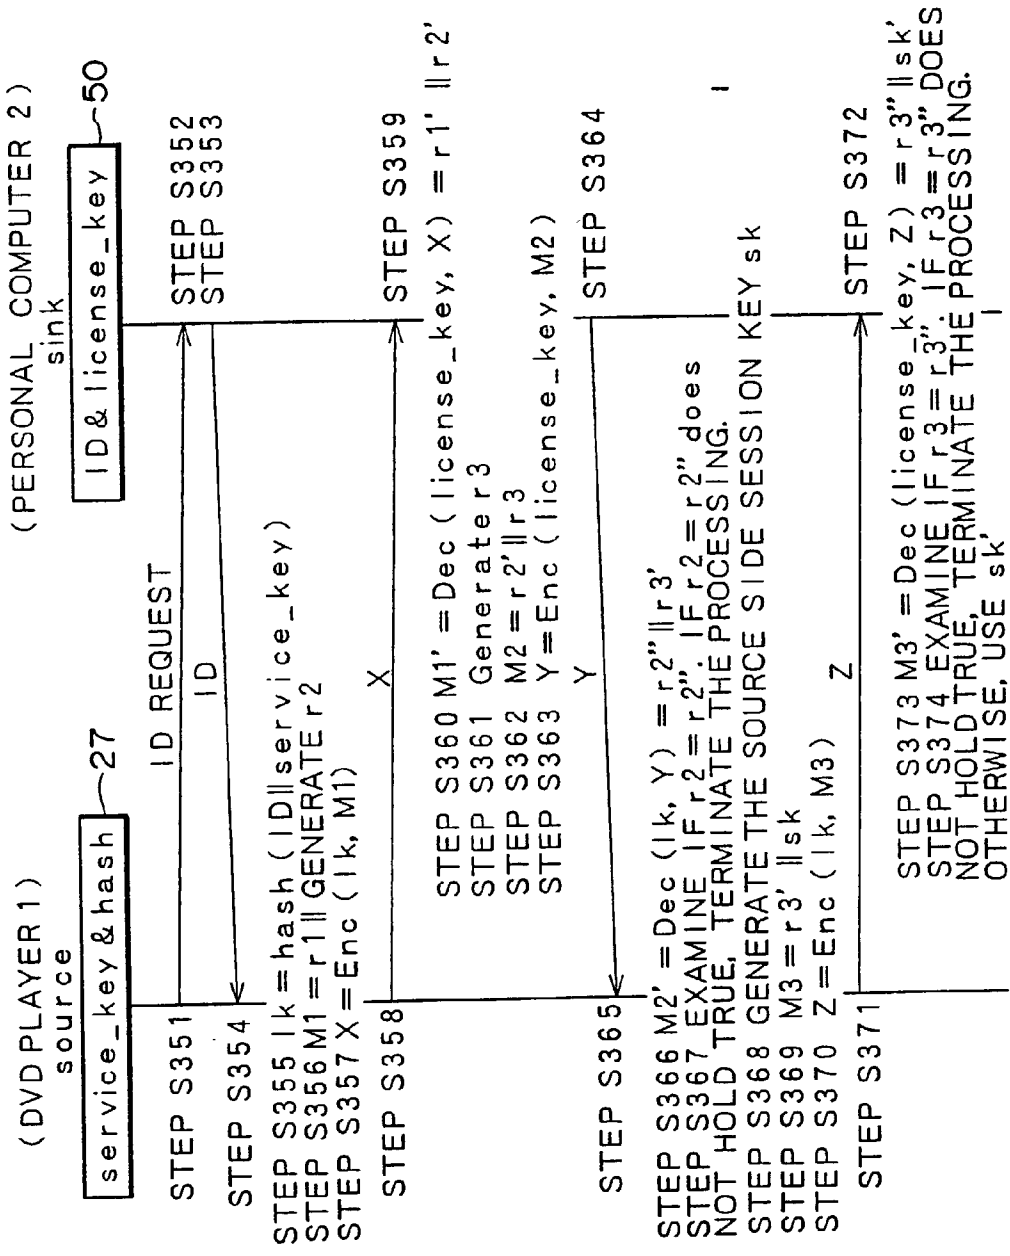 (DVD PLAYER 1)
source
service_key & hash
27
(PERSONAL COMPUTER 2)
sink
ID & license_key
50
STEP S351
ID REQUEST
STEP S352
STEP S353
ID
STEP S354
STEP S355 lk = hash (ID || service_key)
STEP S356 M1 = r1 || GENERATE r2
STEP S357 X = Enc (lk, M1)
STEP S358
X
STEP S359
STEP S360 M1' = Dec (license_key, X) = r1' || r2'
STEP S361 Generate r3
STEP S362 M2 = r2' || r3
STEP S363 Y = Enc (license_key, M2)
STEP S364
Y
STEP S365
STEP S366 M2' = Dec (lk, Y) = r2" || r3'
STEP S367 EXAMINE IF r2 = r2". IF r2 = r2" does
NOT HOLD TRUE, TERMINATE THE PROCESSING.
STEP S368 GENERATE THE SOURCE SIDE SESSION KEY sk
STEP S369 M3 = r3' || sk
STEP S370 Z = Enc (lk, M3)
STEP S371
Z
STEP S372
STEP S373 M3' = Dec (license_key, Z) = r3" || sk'
STEP S374 EXAMINE IF r3 = r3". IF r3 = r3" DOES
NOT HOLD TRUE, TERMINATE THE PROCESSING.
OTHERWISE, USE sk'